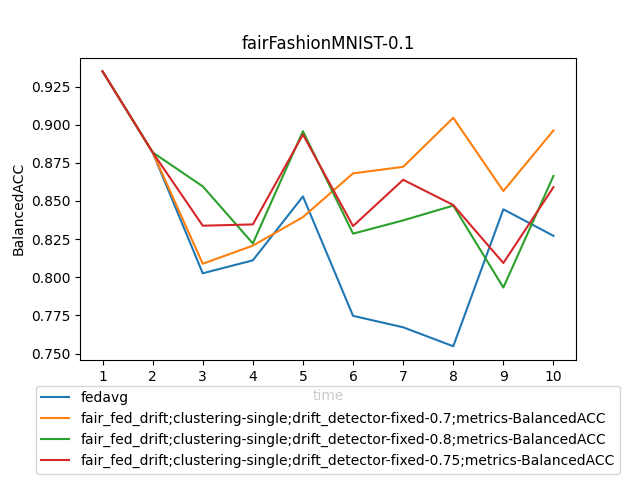 fairFashionMNIST-0.1
BalancedACC
0.925
0.900
0.875
0.850
0.825
0.800
0.775
0.750
1 2 3 4 5 6 7 8 9 10
time
fedavg
fair_fed_drift;clustering-single;drift_detector-fixed-0.7;metrics-BalancedACC
fair_fed_drift;clustering-single;drift_detector-fixed-0.8;metrics-BalancedACC
fair_fed_drift;clustering-single;drift_detector-fixed-0.75;metrics-BalancedACC